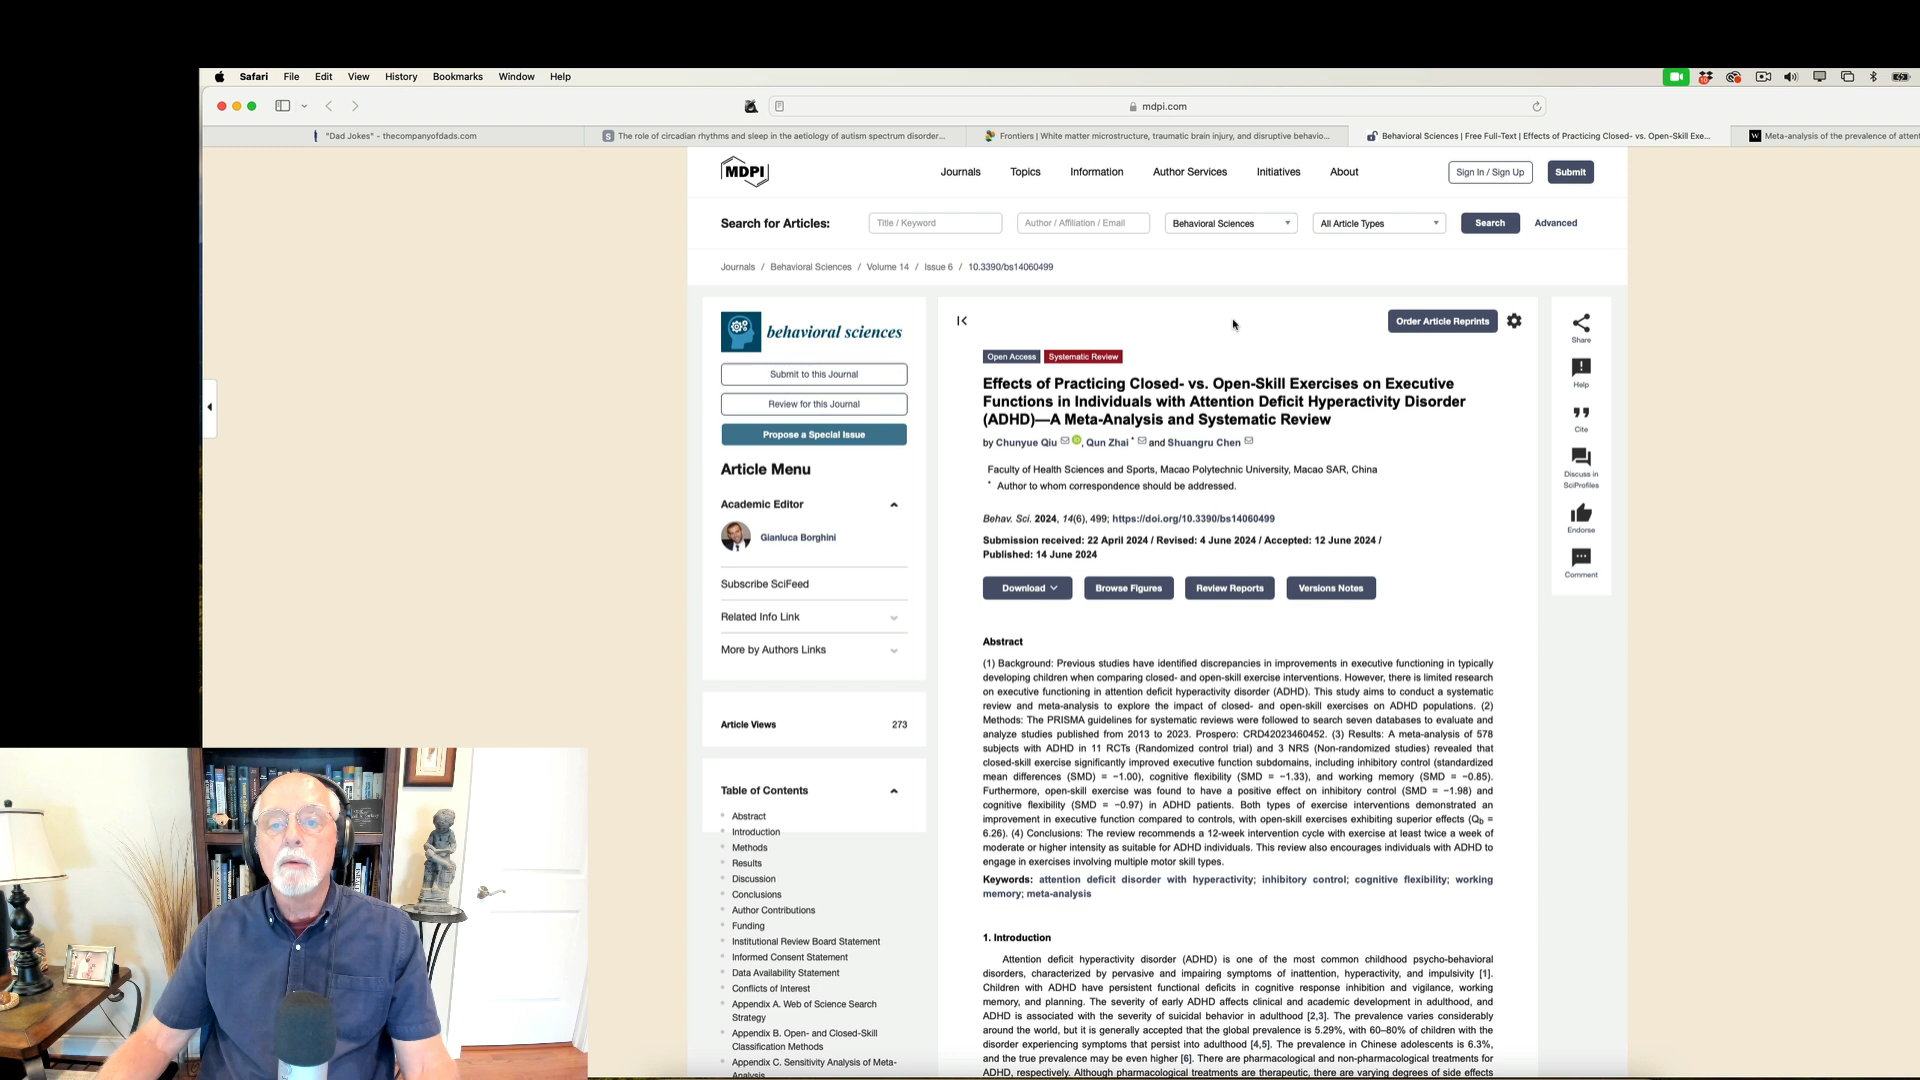 Safari File Edit View History Bookmarks Window Help
mdpi.com
"Dad Jokes" - thecompanyofdads.com
The role of circadian rhythms and sleep in the aetiology of autism spectrum disorder...
Frontiers | White matter microstructure, traumatic brain injury, and disruptive behavio...
Behavioral Sciences | Free Full-Text | Effects of Practicing Closed- vs. Open-Skill Exe...
Meta-analysis of the prevalence of attent
MDPI
Journals Topics Information Author Services Initiatives About
Sign In / Sign Up Submit
Search for Articles: Title / Keyword Author / Affiliation / Email Behavioral Sciences All Article Types Search Advanced
Journals / Behavioral Sciences / Volume 14 / Issue 6 / 10.3390/bs14060499
behavioral sciences
Submit to this Journal
Review for this Journal
Propose a Special Issue
Article Menu
Academic Editor
Gianluca Borghini
Subscribe SciFeed
Related Info Link
More by Authors Links
Article Views 273
Table of Contents
Abstract
Introduction
Methods
Results
Discussion
Conclusions
Author Contributions
Funding
Institutional Review Board Statement
Informed Consent Statement
Data Availability Statement
Conflicts of Interest
Appendix A. Web of Science Search
Strategy
Appendix B. Open- and Closed-Skill
Classification Methods
Appendix C. Sensitivity Analysis of Meta-
Analysis
Order Article Reprints
Open Access Systematic Review
Effects of Practicing Closed- vs. Open-Skill Exercises on Executive
Functions in Individuals with Attention Deficit Hyperactivity Disorder
(ADHD)—A Meta-Analysis and Systematic Review
by Chunyue Qiu, Qun Zhai * and Shuangru Chen
Faculty of Health Sciences and Sports, Macao Polytechnic University, Macao SAR, China
* Author to whom correspondence should be addressed.
Behav. Sci. 2024, 14(6), 499; https://doi.org/10.3390/bs14060499
Submission received: 22 April 2024 / Revised: 4 June 2024 / Accepted: 12 June 2024 /
Published: 14 June 2024
Download Browse Figures Review Reports Versions Notes
Abstract
(1) Background: Previous studies have identified discrepancies in improvements in executive functioning in typically
developing children when comparing closed- and open-skill exercise interventions. However, there is limited research
on executive functioning in attention deficit hyperactivity disorder (ADHD). This study aims to conduct a systematic
review and meta-analysis to explore the impact of closed- and open-skill exercises on ADHD populations. (2)
Methods: The PRISMA guidelines for systematic reviews were followed to search seven databases to evaluate and
analyze studies published from 2013 to 2023. Prospero: CRD42023460452. (3) Results: A meta-analysis of 578
subjects with ADHD in 11 RCTs (Randomized control trial) and 3 NRS (Non-randomized studies) revealed that
closed-skill exercise significantly improved executive function subdomains, including inhibitory control (standardized
mean differences (SMD) = −1.00), cognitive flexibility (SMD = −1.33), and working memory (SMD = −0.85).
Furthermore, open-skill exercise was found to have a positive effect on inhibitory control (SMD = −1.98) and
cognitive flexibility (SMD = −0.97) in ADHD patients. Both types of exercise interventions demonstrated an
improvement in executive function compared to controls, with open-skill exercises exhibiting superior effects (Qb =
6.26). (4) Conclusions: The review recommends a 12-week intervention cycle with exercise at least twice a week of
moderate or higher intensity as suitable for ADHD individuals. This review also encourages individuals with ADHD to
engage in exercises involving multiple motor skill types.
Keywords: attention deficit disorder with hyperactivity; inhibitory control; cognitive flexibility; working
memory; meta-analysis
1. Introduction
Attention deficit hyperactivity disorder (ADHD) is one of the most common childhood psycho-behavioral
disorders, characterized by pervasive and impairing symptoms of inattention, hyperactivity, and impulsivity [1].
Children with ADHD have persistent functional deficits in cognitive response inhibition and vigilance, working
memory, and planning. The severity of early ADHD affects clinical and academic development in adulthood, and
ADHD is associated with the severity of suicidal behavior in adulthood [2,3]. The prevalence varies considerably
around the world, but it is generally accepted that the global prevalence is 5.29%, with 60–80% of children with the
disorder experiencing symptoms that persist into adulthood [4,5]. The prevalence in Chinese adolescents is 6.3%,
and the true prevalence may be even higher [6]. There are pharmacological and non-pharmacological treatments for
ADHD, respectively. Although pharmacological treatments are therapeutic, there are varying degrees of side effects
Share
Help
Cite
Discuss in
SciProfiles
Endorse
Comment